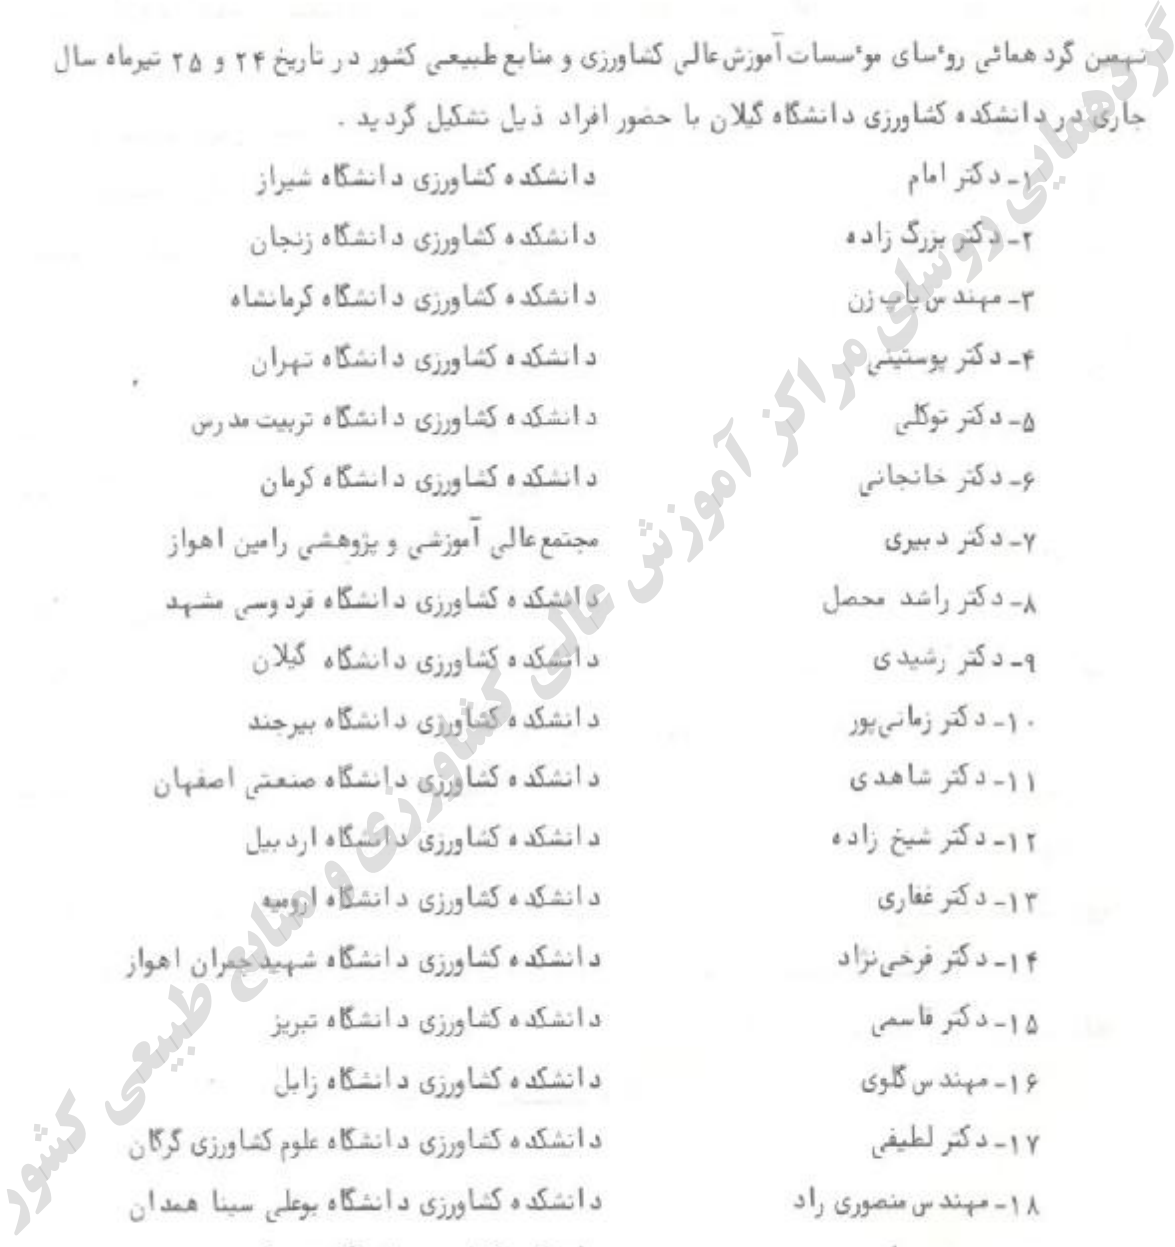 نهمین گرد همائی روٴسای موٴسسات آموزش عالی کشاورزی و منابع طبیعی کشور در تاریخ ۲۴ و ۲۵ تیرماه سال
جاری در دانشکده کشاورزی دانشگاه گیلان با حضور افراد ذیل تشکیل گردید .
۱- دکتر امام دانشکده کشاورزی دانشگاه شیراز
۲- دکتر بزرگ زاده دانشکده کشاورزی دانشگاه زنجان
۳- مهندس پاپ زن دانشکده کشاورزی دانشگاه کرمانشاه
۴- دکتر پوستینی دانشکده کشاورزی دانشگاه تهران
۵- دکتر توکلی دانشکده کشاورزی دانشگاه تربیت مدرس
۶- دکتر خانجانی دانشکده کشاورزی دانشگاه کرمان
۷- دکتر دبیری مجتمع عالی آموزشی و پژوهشی رامین اهواز
۸- دکتر راشد محصل دانشکده کشاورزی دانشگاه فردوسی مشهد
۹- دکتر رشیدی دانشکده کشاورزی دانشگاه گیلان
۱۰- دکتر زمانی‌پور دانشکده کشاورزی دانشگاه بیرجند
۱۱- دکتر شاهدی دانشکده کشاورزی دانشگاه صنعتی اصفهان
۱۲- دکتر شیخ زاده دانشکده کشاورزی دانشگاه اردبیل
۱۳- دکتر غفاری دانشکده کشاورزی دانشگاه ارومیه
۱۴- دکتر فرخی‌نژاد دانشکده کشاورزی دانشگاه شهید چمران اهواز
۱۵- دکتر قاسمی دانشکده کشاورزی دانشگاه تبریز
۱۶- مهندس گلوی دانشکده کشاورزی دانشگاه زابل
۱۷- دکتر لطیفی دانشکده کشاورزی دانشگاه علوم کشاورزی گرگان
۱۸- مهندس منصوری راد دانشکده کشاورزی دانشگاه بوعلی سینا همدان
گردهمایی روسای مراکز آموزش عالی کشاورزی و منابع طبیعی کشور